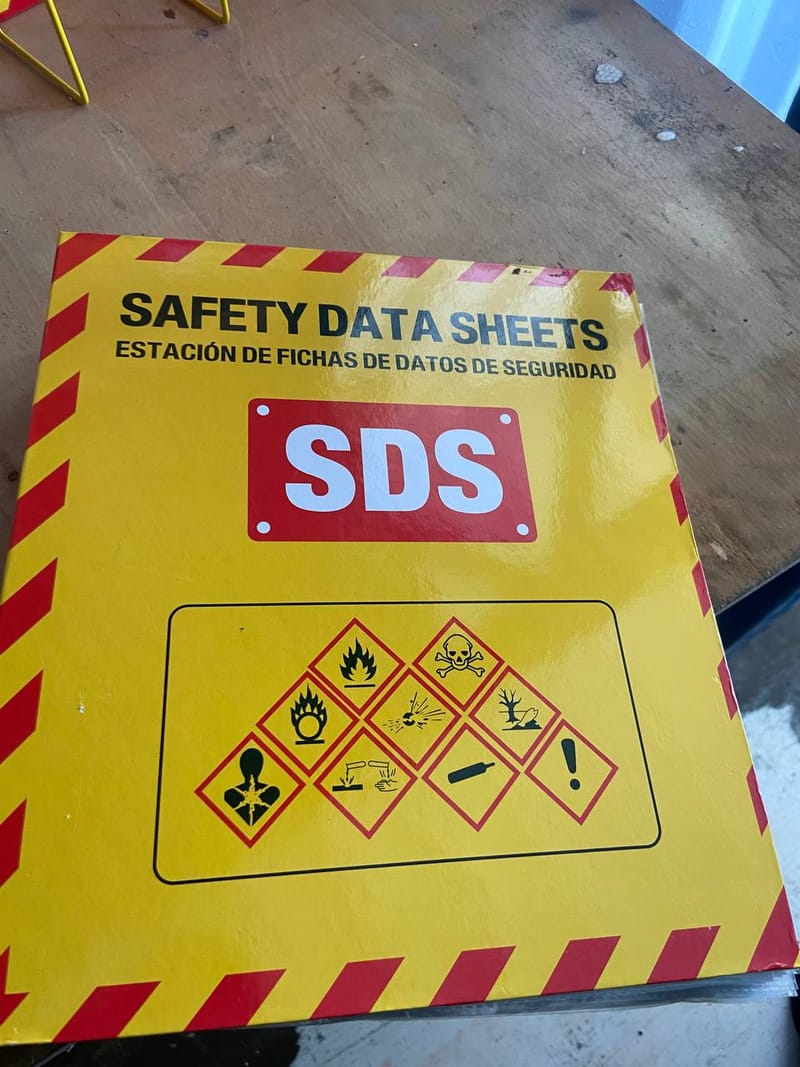 SAFETY DATA SHEETS
ESTACIÓN DE FICHAS DE DATOS DE SEGURIDAD
SDS